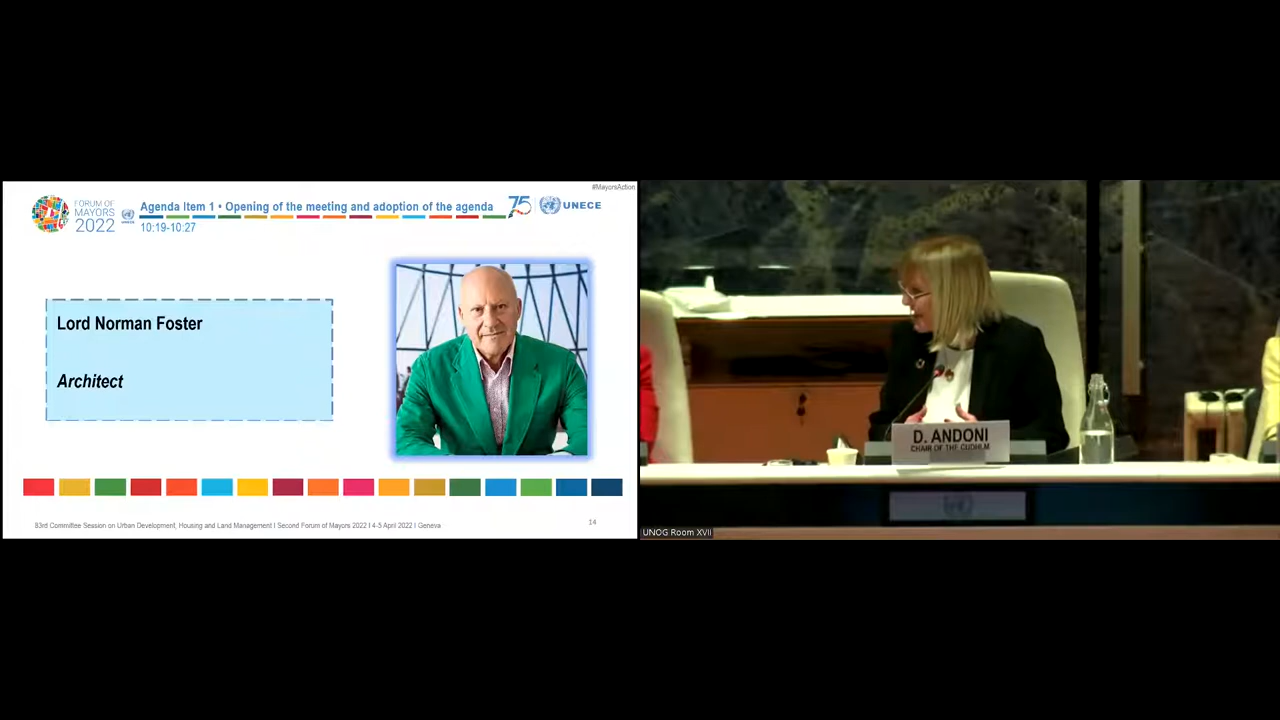 #MayorsAction
FORUM OF
MAYORS
2022
UNECE
Agenda Item 1 • Opening of the meeting and adoption of the agenda
75
UNECE
10:19-10:27
Lord Norman Foster
Architect
83rd Committee Session on Urban Development, Housing and Land Management I Second Forum of Mayors 2022 I 4-5 April 2022 I Geneva
14
D. ANDONI
CHAIR OF THE CUDHLM
UNOG Room XVII